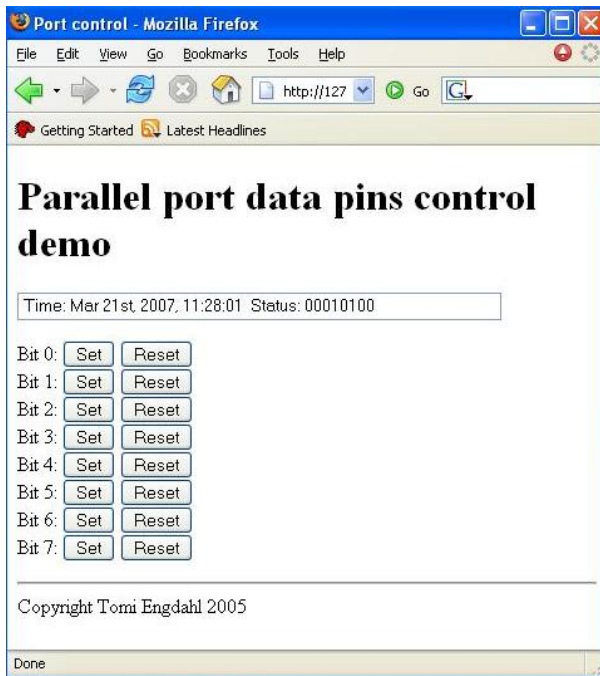 Port control - Mozilla Firefox
File Edit View Go Bookmarks Tools Help
http://127 Go G
Getting Started Latest Headlines
Parallel port data pins control
demo
Time: Mar 21st, 2007, 11:28:01 Status: 00010100
Bit 0: Set Reset
Bit 1: Set Reset
Bit 2: Set Reset
Bit 3: Set Reset
Bit 4: Set Reset
Bit 5: Set Reset
Bit 6: Set Reset
Bit 7: Set Reset
Copyright Tomi Engdahl 2005
Done